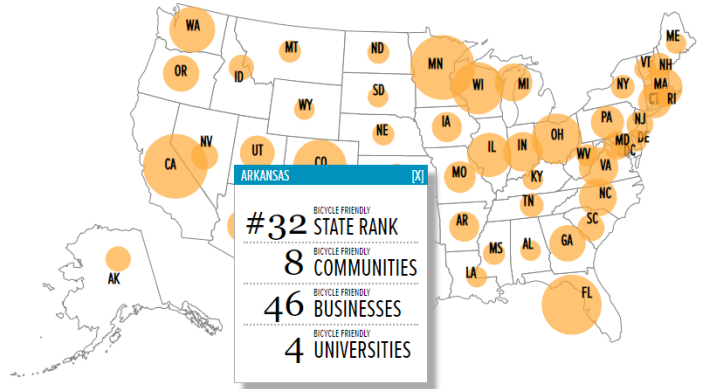 WA
MT
ND
ME
OR
ID
MN
VT
NH
SD
WI
MI
MA
NY
CT
RI
WY
IA
PA
NJ
NV
NE
OH
MD
DE
UT
IL
IN
DC
CA
CO
WV
VA
MO
KY
NC
TN
AR
SC
MS
AL
GA
LA
AK
FL
ARKANSAS [X]
BICYCLE FRIENDLY
#32 STATE RANK
BICYCLE FRIENDLY
8 COMMUNITIES
BICYCLE FRIENDLY
46 BUSINESSES
BICYCLE FRIENDLY
4 UNIVERSITIES